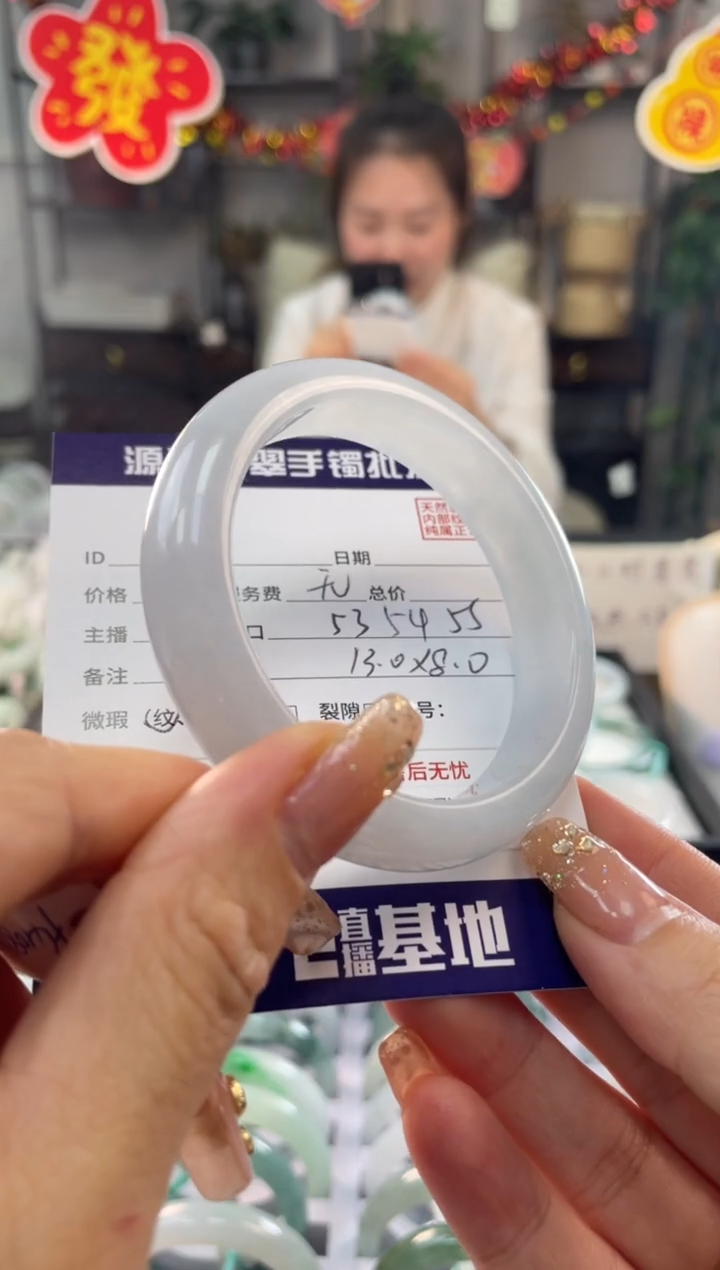 發
源 翠手镯批
天然
内部纹
纯属正
ID 日期
价格 务费 无 总价
主播 口 53 54 55
13.0X8.0
备注
微瑕 (纹 裂隙 号:
后无忧
直播基地